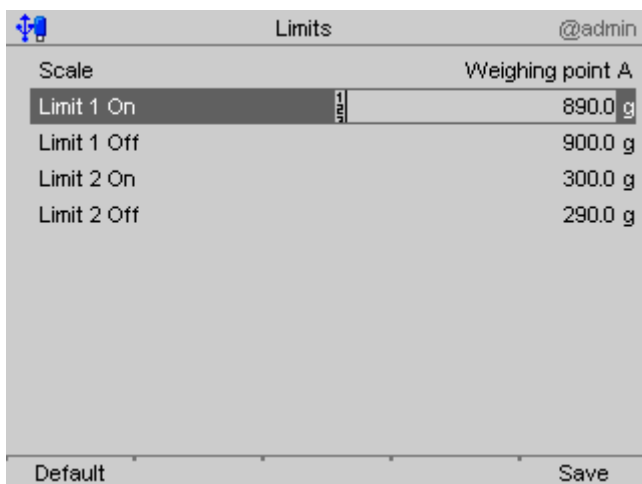 Limits @admin
Scale Weighing point A
Limit 1 On 890.0 g
Limit 1 Off 900.0 g
Limit 2 On 300.0 g
Limit 2 Off 290.0 g
Default Save